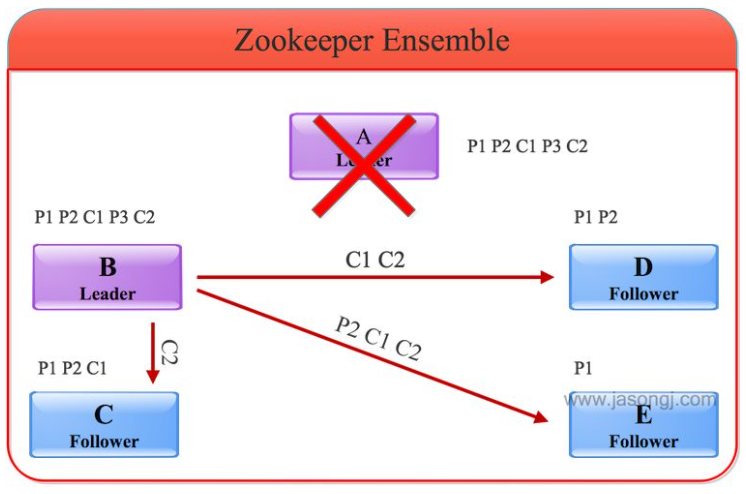 Zookeeper Ensemble
A
Leader
P1 P2 C1 P3 C2
P1 P2 C1 P3 C2
B
Leader
C1 C2
P1 P2
D
Follower
P2 C1 C2
C2
P1 P2 C1
C
Follower
P1
www.jasongj.com
E
Follower